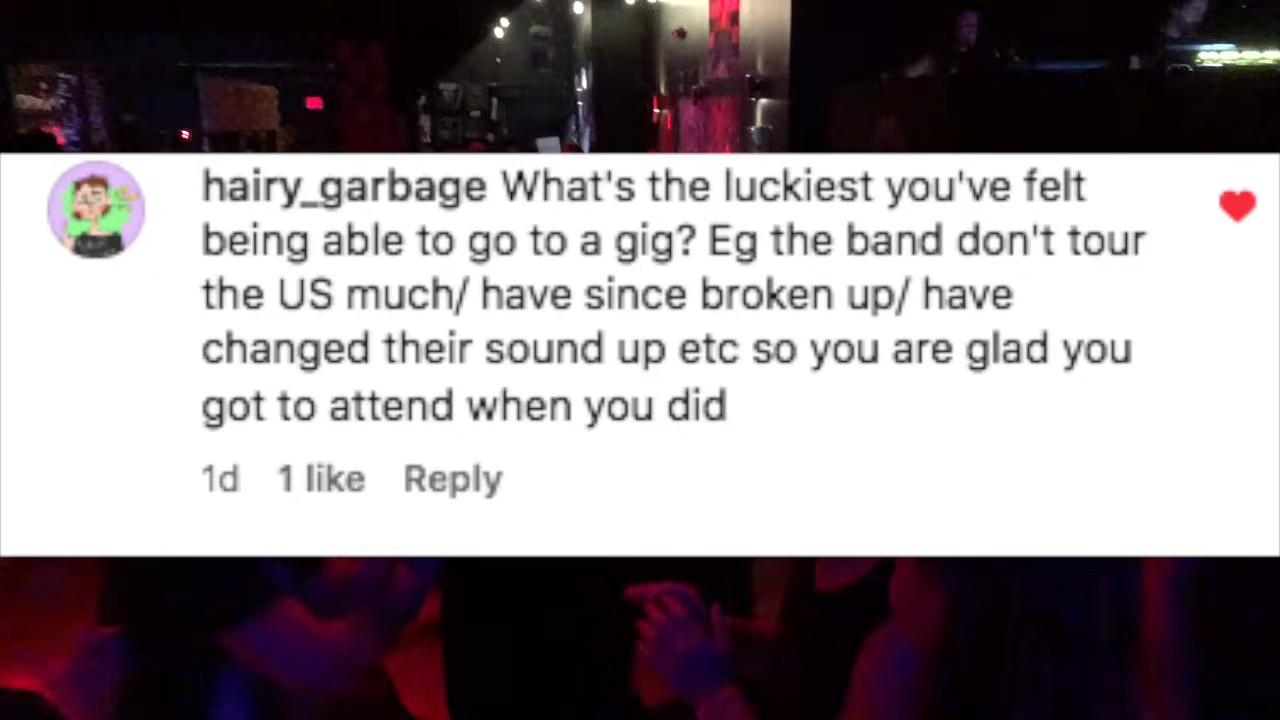 hairy_garbage What's the luckiest you've felt
being able to go to a gig? Eg the band don't tour
the US much/ have since broken up/ have
changed their sound up etc so you are glad you
got to attend when you did
1d 1 like Reply